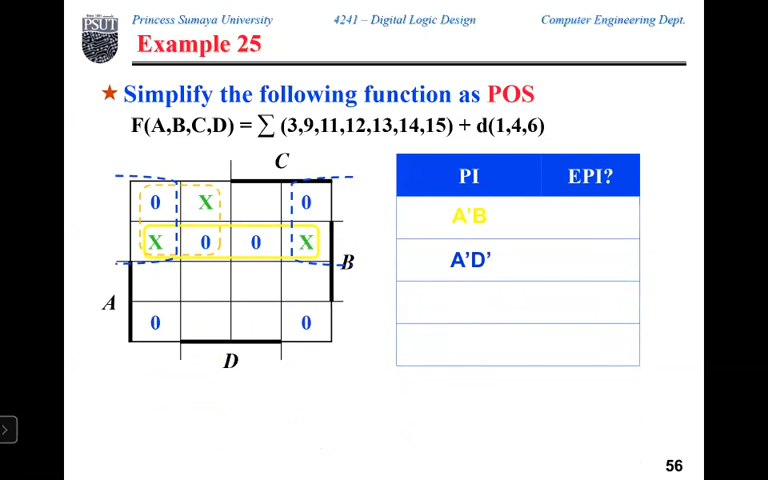 PSUT
Princess Sumaya University 4241 – Digital Logic Design Computer Engineering Dept.
Example 25
★ Simplify the following function as POS
F(A,B,C,D) = ∑ (3,9,11,12,13,14,15) + d(1,4,6)
C
0 X 0
X 0 0 X
B
A
0 0
D
PI EPI?
A’B
A’D’
56